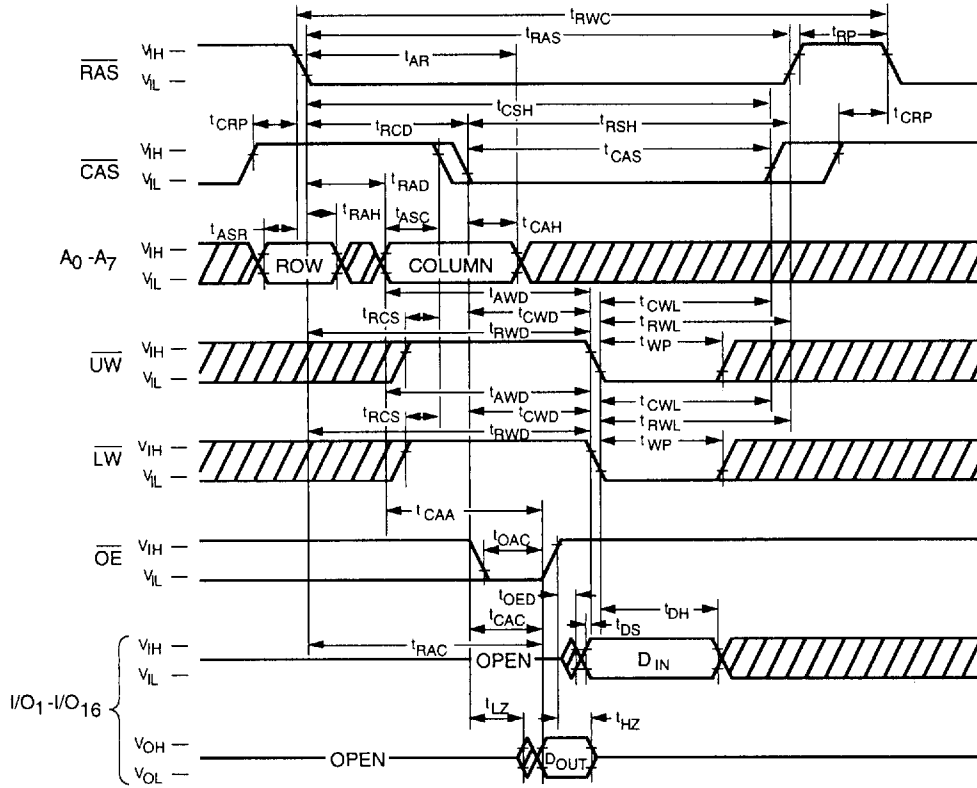 tRWC
tRAS
tRP
tAR
RAS
VIH
VIL
tCSH
tCRP
tRCD
tRSH
tCRP
CAS
VIH
VIL
tCAS
tRAD
tRAH
tASC
tCAH
tASR
A0 -A7
VIH
VIL
ROW
COLUMN
tAWD
tCWL
tRCS
tCWD
tRWL
tRWD
tWP
UW
VIH
VIL
tAWD
tCWL
tRCS
tCWD
tRWL
tRWD
tWP
LW
VIH
VIL
tCAA
OE
VIH
VIL
tOAC
tOED
tCAC
tDH
tDS
tRAC
VIH
VIL
OPEN
DIN
I/O1 -I/O16
tLZ
tHZ
VOH
VOL
OPEN
DOUT